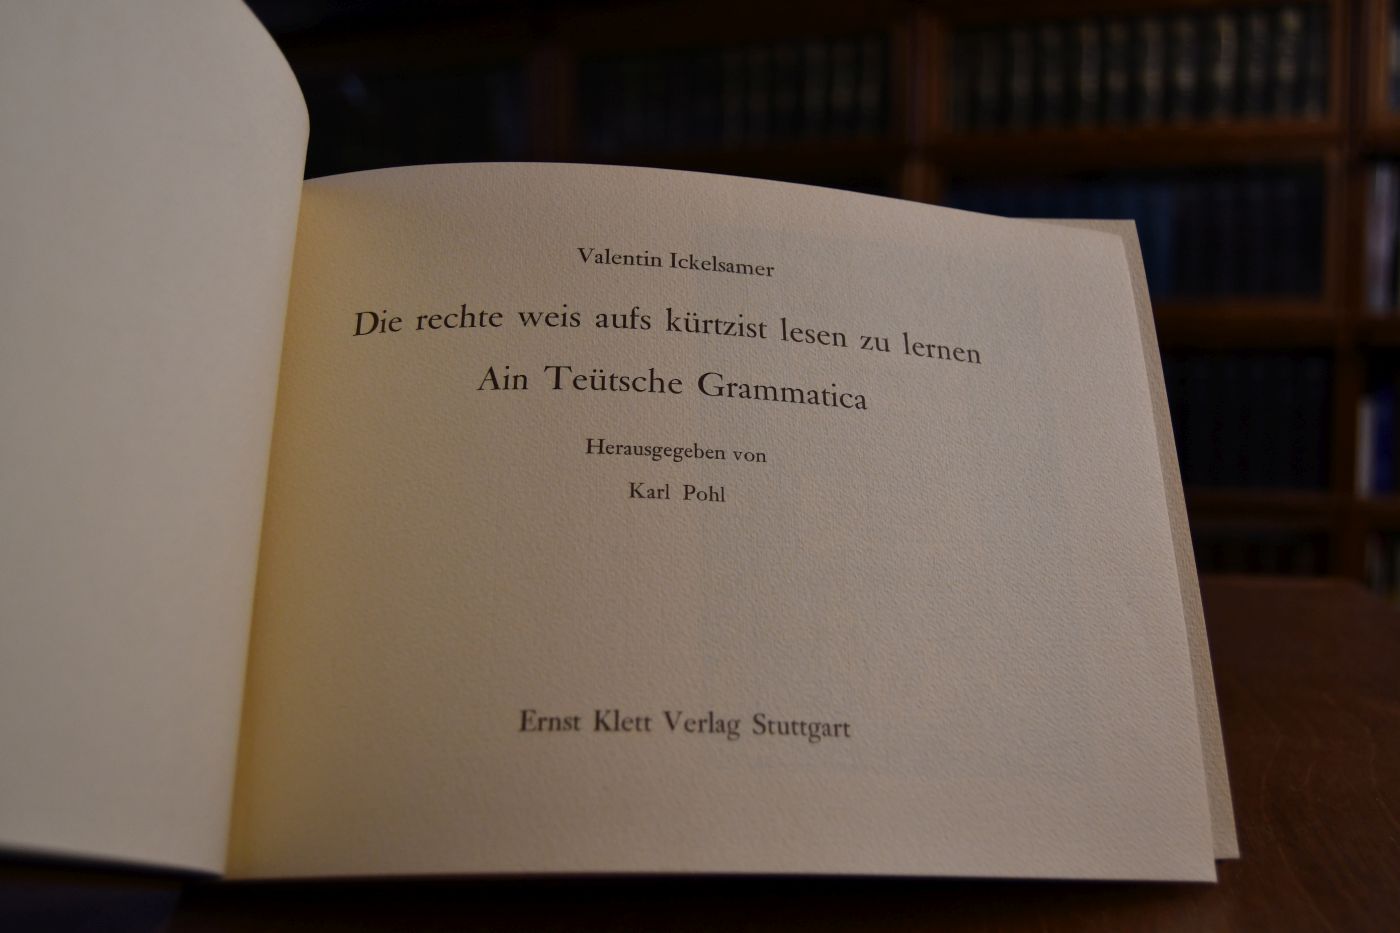 Valentin Ickelsamer
Die rechte weis aufs kürtzist lesen zu lernen
Ain Teütsche Grammatica
Herausgegeben von
Karl Pohl
Ernst Klett Verlag Stuttgart